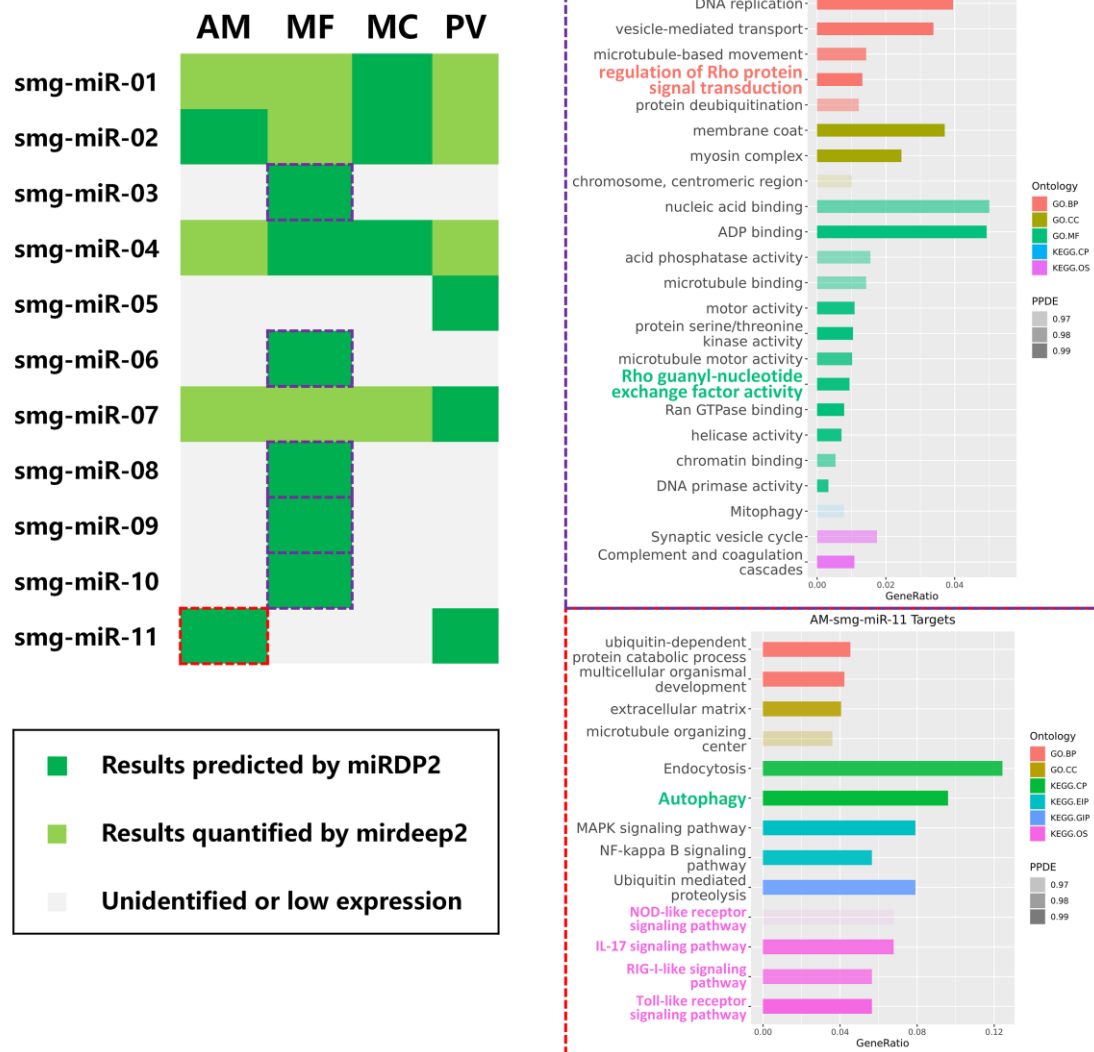 AM MF MC PV
smg-miR-01
smg-miR-02
smg-miR-03
smg-miR-04
smg-miR-05
smg-miR-06
smg-miR-07
smg-miR-08
smg-miR-09
smg-miR-10
smg-miR-11
Results predicted by miRDP2
Results quantified by mirdeep2
Unidentified or low expression
DNA replication
vesicle-mediated transport
microtubule-based movement
regulation of Rho protein
signal transduction
protein deubiquitination
membrane coat
myosin complex
chromosome, centromeric region
nucleic acid binding
ADP binding
acid phosphatase activity
microtubule binding
motor activity
protein serine/threonine
kinase activity
microtubule motor activity
Rho guanyl-nucleotide
exchange factor activity
Ran GTPase binding
helicase activity
chromatin binding
DNA primase activity
Mitophagy
Synaptic vesicle cycle
Complement and coagulation
cascades
0.00 0.02 0.04
GeneRatio
Ontology
GO.BP
GO.CC
GO.MF
KEGG.CP
KEGG.OS
PPDE
0.97
0.98
0.99
AM-smg-miR-11 Targets
ubiquitin-dependent
protein catabolic process
multicellular organismal
development
extracellular matrix
microtubule organizing
center
Endocytosis
Autophagy
MAPK signaling pathway
NF-kappa B signaling
pathway
Ubiquitin mediated
proteolysis
NOD-like receptor
signaling pathway
IL-17 signaling pathway
RIG-I-like signaling
pathway
Toll-like receptor
signaling pathway
0.00 0.04 0.08 0.12
GeneRatio
Ontology
GO.BP
GO.CC
KEGG.CP
KEGG.EIP
KEGG.GIP
KEGG.OS
PPDE
0.97
0.98
0.99